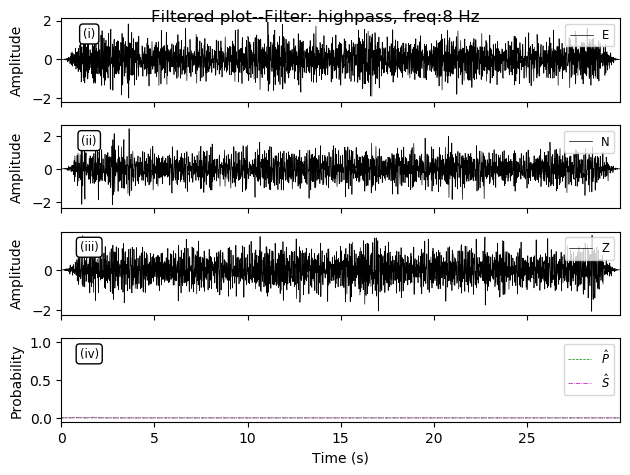 Filtered plot--Filter: highpass, freq:8 Hz
Amplitude
2
0
−2
(i)
E
Amplitude
2
0
−2
(ii)
N
Amplitude
0
−2
(iii)
Z
Probability
1.0
0.5
0.0
(iv)
P̂
Ŝ
0 5 10 15 20 25
Time (s)